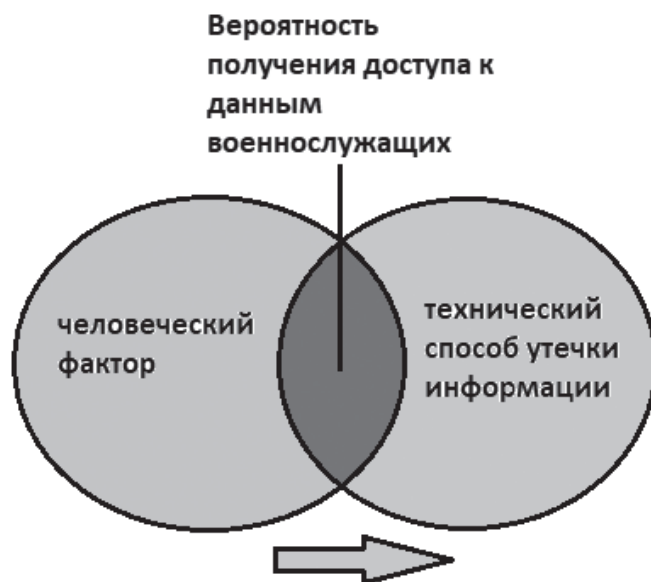 Вероятность
получения доступа к
данным
военнослужащих
человеческий
фактор
технический
способ утечки
информации